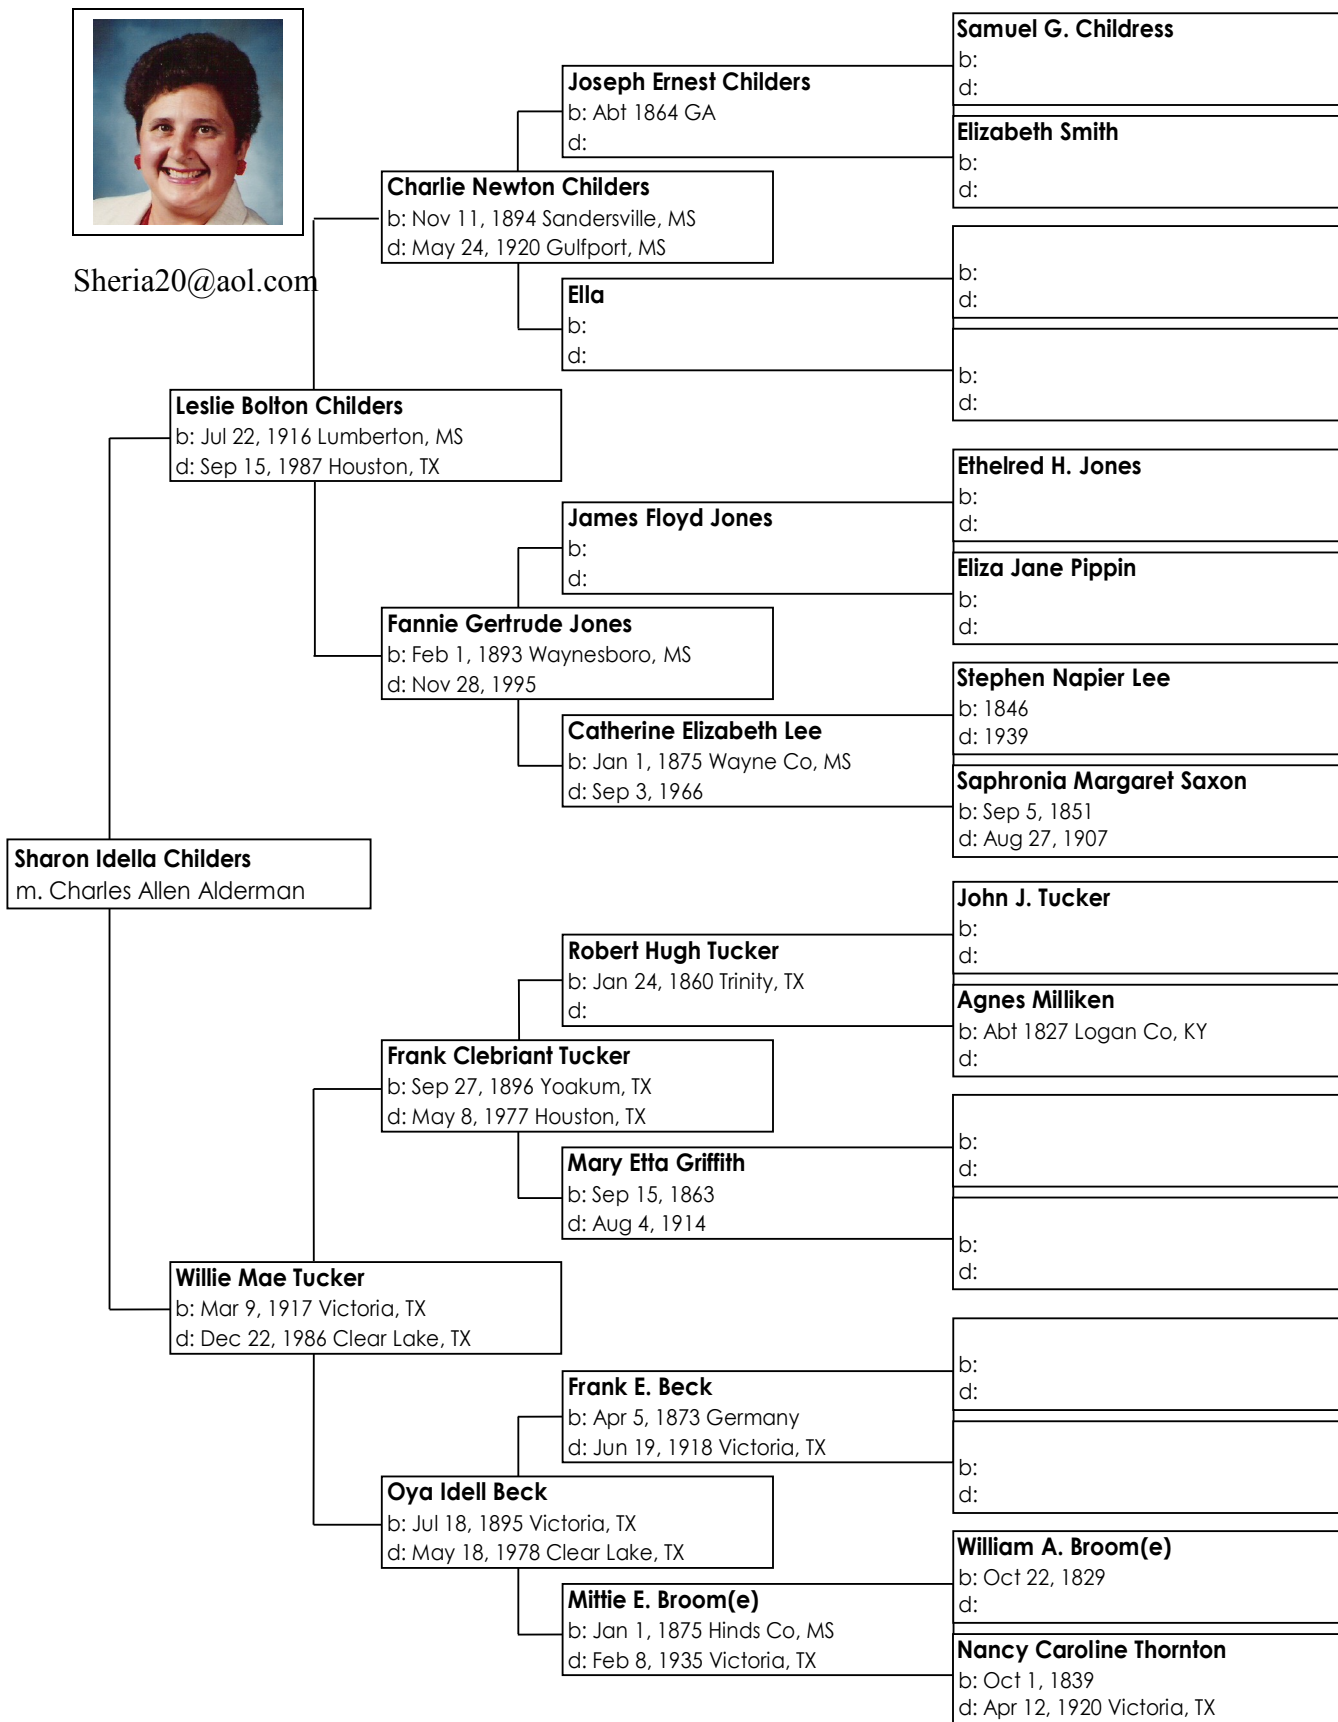 Sheria20@aol.com
Sharon Idella Childers
m. Charles Allen Alderman
Leslie Bolton Childers
b: Jul 22, 1916 Lumberton, MS
d: Sep 15, 1987 Houston, TX
Willie Mae Tucker
b: Mar 9, 1917 Victoria, TX
d: Dec 22, 1986 Clear Lake, TX
Charlie Newton Childers
b: Nov 11, 1894 Sandersville, MS
d: May 24, 1920 Gulfport, MS
Fannie Gertrude Jones
b: Feb 1, 1893 Waynesboro, MS
d: Nov 28, 1995
Frank Clebriant Tucker
b: Sep 27, 1896 Yoakum, TX
d: May 8, 1977 Houston, TX
Oya Idell Beck
b: Jul 18, 1895 Victoria, TX
d: May 18, 1978 Clear Lake, TX
Joseph Ernest Childers
b: Abt 1864 GA
d:
Ella
b:
d:
James Floyd Jones
b:
d:
Catherine Elizabeth Lee
b: Jan 1, 1875 Wayne Co, MS
d: Sep 3, 1966
Robert Hugh Tucker
b: Jan 24, 1860 Trinity, TX
d:
Mary Etta Griffith
b: Sep 15, 1863
d: Aug 4, 1914
Frank E. Beck
b: Apr 5, 1873 Germany
d: Jun 19, 1918 Victoria, TX
Mittie E. Broom(e)
b: Jan 1, 1875 Hinds Co, MS
d: Feb 8, 1935 Victoria, TX
Samuel G. Childress
b:
d:
Elizabeth Smith
b:
d:
b:
d:
b:
d:
Ethelred H. Jones
b:
d:
Eliza Jane Pippin
b:
d:
Stephen Napier Lee
b: 1846
d: 1939
Saphronia Margaret Saxon
b: Sep 5, 1851
d: Aug 27, 1907
John J. Tucker
b:
d:
Agnes Milliken
b: Abt 1827 Logan Co, KY
d:
b:
d:
b:
d:
b:
d:
b:
d:
William A. Broom(e)
b: Oct 22, 1829
d:
Nancy Caroline Thornton
b: Oct 1, 1839
d: Apr 12, 1920 Victoria, TX